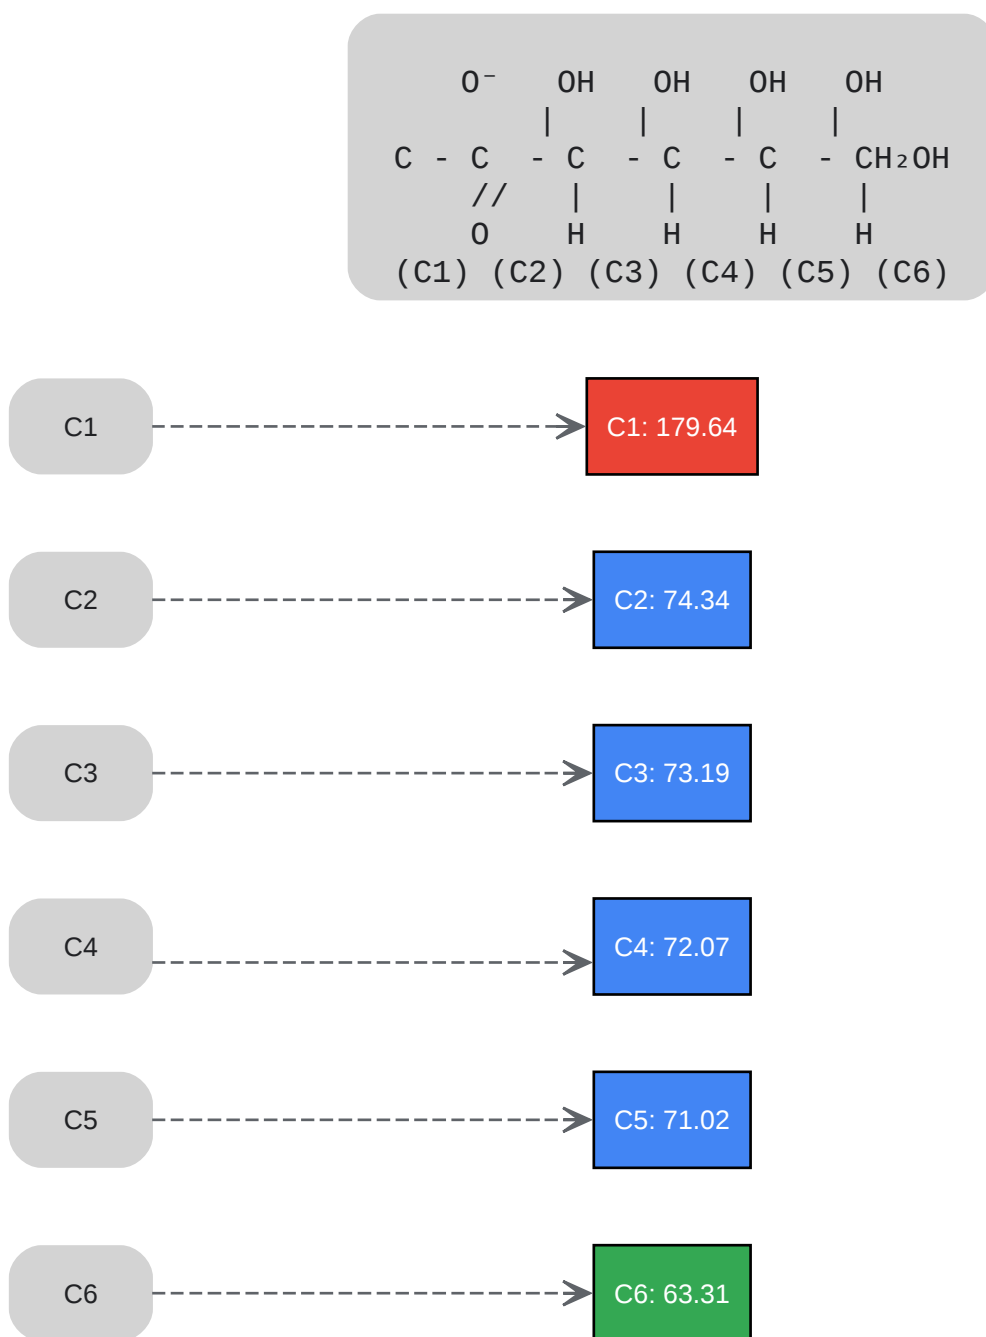 O⁻   OH   OH   OH   OH
|    |    |    |
C - C  - C  - C  - C  - CH₂OH
//   |    |    |    |
O    H    H    H    H
(C1) (C2) (C3) (C4) (C5) (C6)
C1
C1: 179.64
C2
C2: 74.34
C3
C3: 73.19
C4
C4: 72.07
C5
C5: 71.02
C6
C6: 63.31